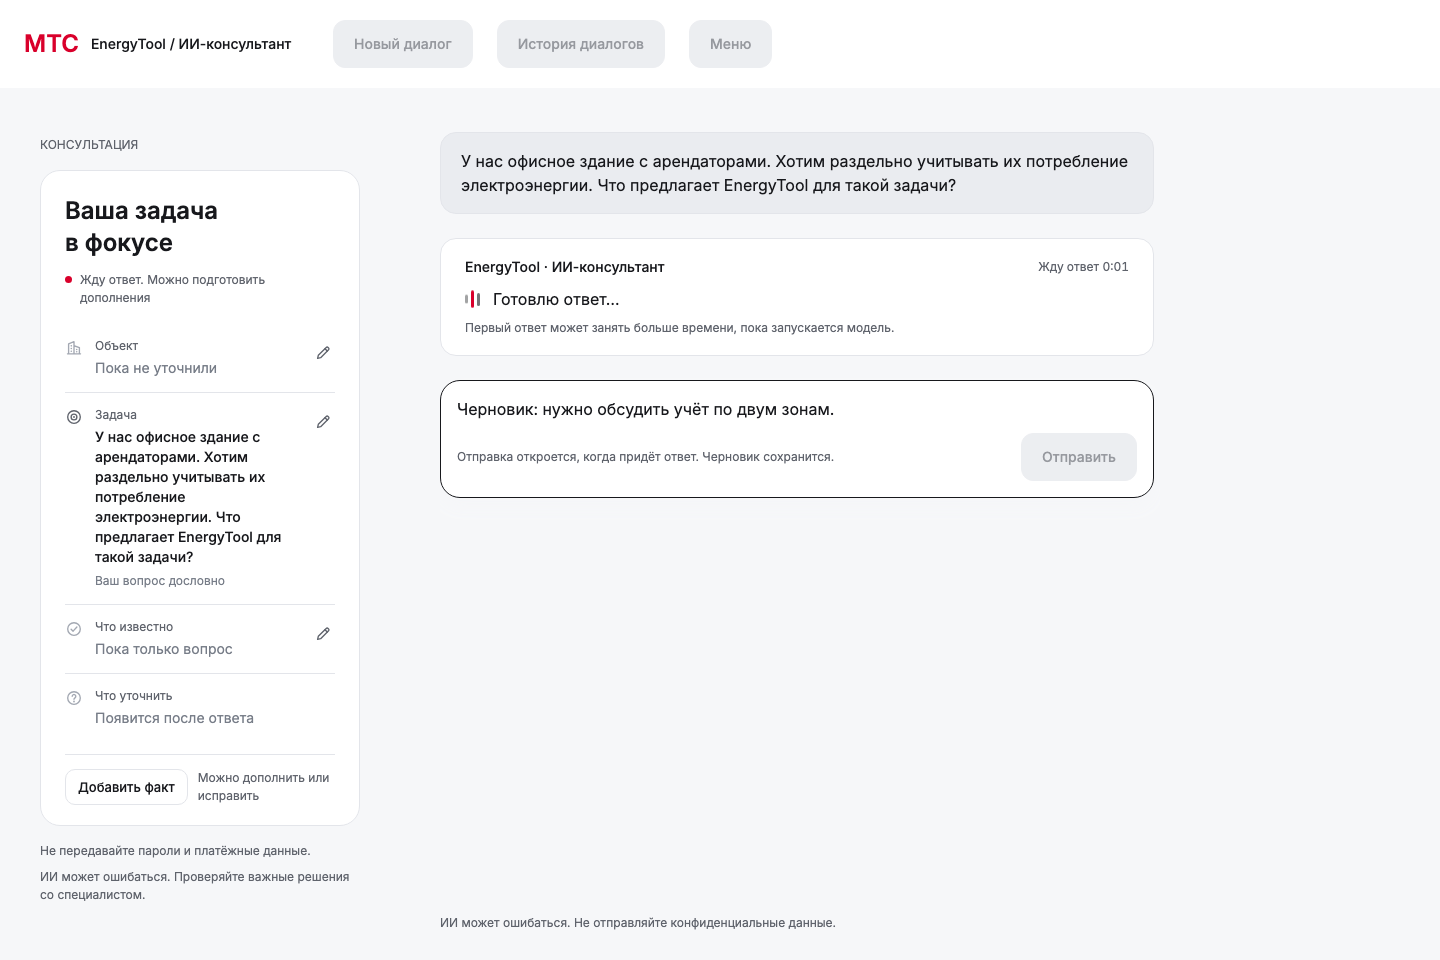 МТС EnergyTool / ИИ-консультант Новый диалог История диалогов Меню
КОНСУЛЬТАЦИЯ
Ваша задача
в фокусе
Жду ответ. Можно подготовить
дополнения
Объект
Пока не уточнили
Задача
У нас офисное здание с
арендаторами. Хотим
раздельно учитывать их
потребление
электроэнергии. Что
предлагает EnergyTool для
такой задачи?
Ваш вопрос дословно
Что известно
Пока только вопрос
Что уточнить
Появится после ответа
Добавить факт
Можно дополнить или
исправить
Не передавайте пароли и платёжные данные.
ИИ может ошибаться. Проверяйте важные решения
со специалистом.
У нас офисное здание с арендаторами. Хотим раздельно учитывать их потребление
электроэнергии. Что предлагает EnergyTool для такой задачи?
EnergyTool · ИИ-консультант Жду ответ 0:01
Готовлю ответ...
Первый ответ может занять больше времени, пока запускается модель.
Черновик: нужно обсудить учёт по двум зонам.
Отправка откроется, когда придёт ответ. Черновик сохранится. Отправить
ИИ может ошибаться. Не отправляйте конфиденциальные данные.